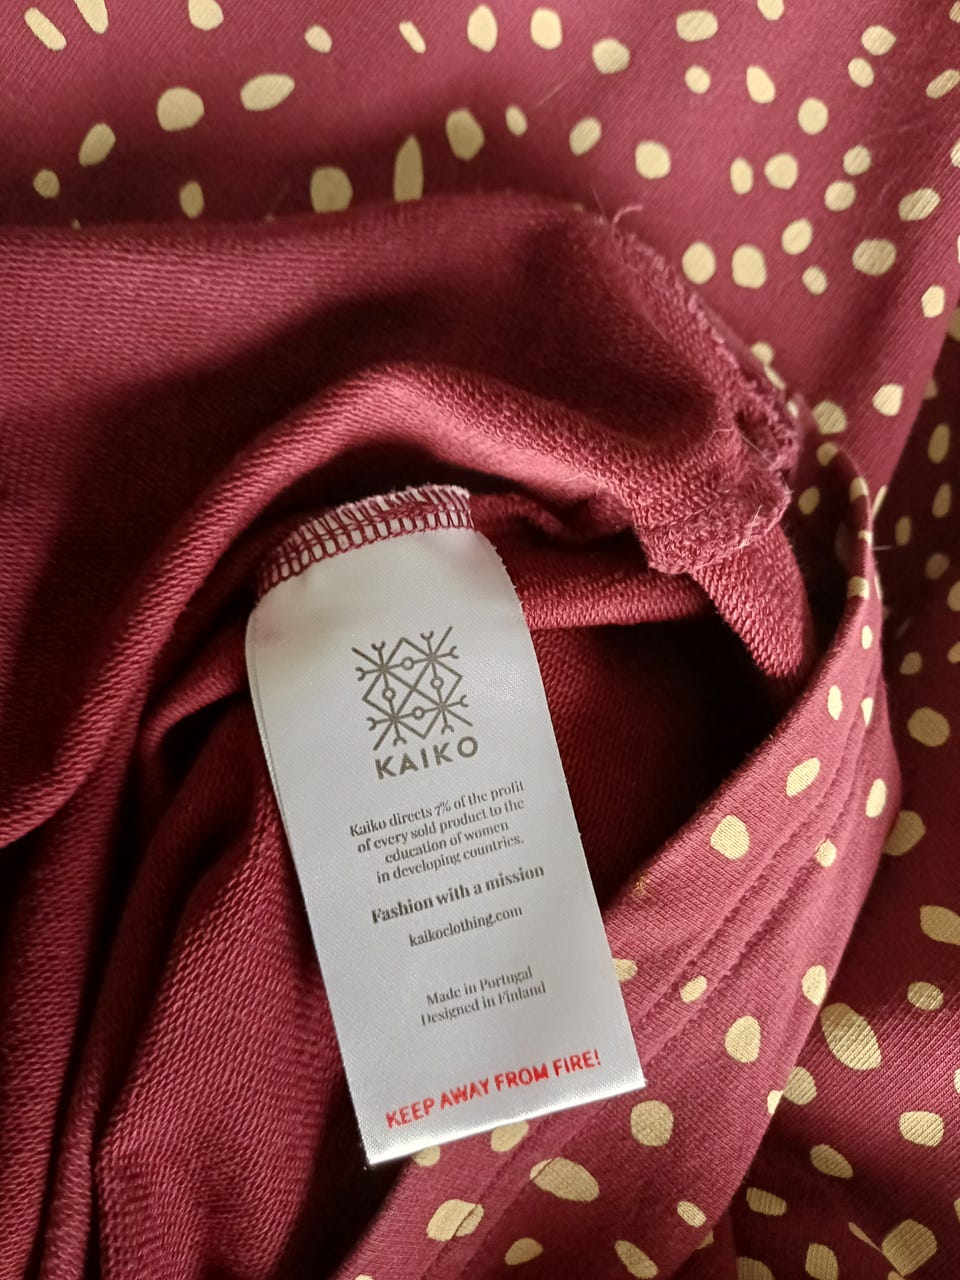 KAIKO
Kaiko directs 7% of the profit
of every sold product to the
education of women
in developing countries.
Fashion with a mission
kaikoclothing.com
Made in Portugal
Designed in Finland
KEEP AWAY FROM FIRE!